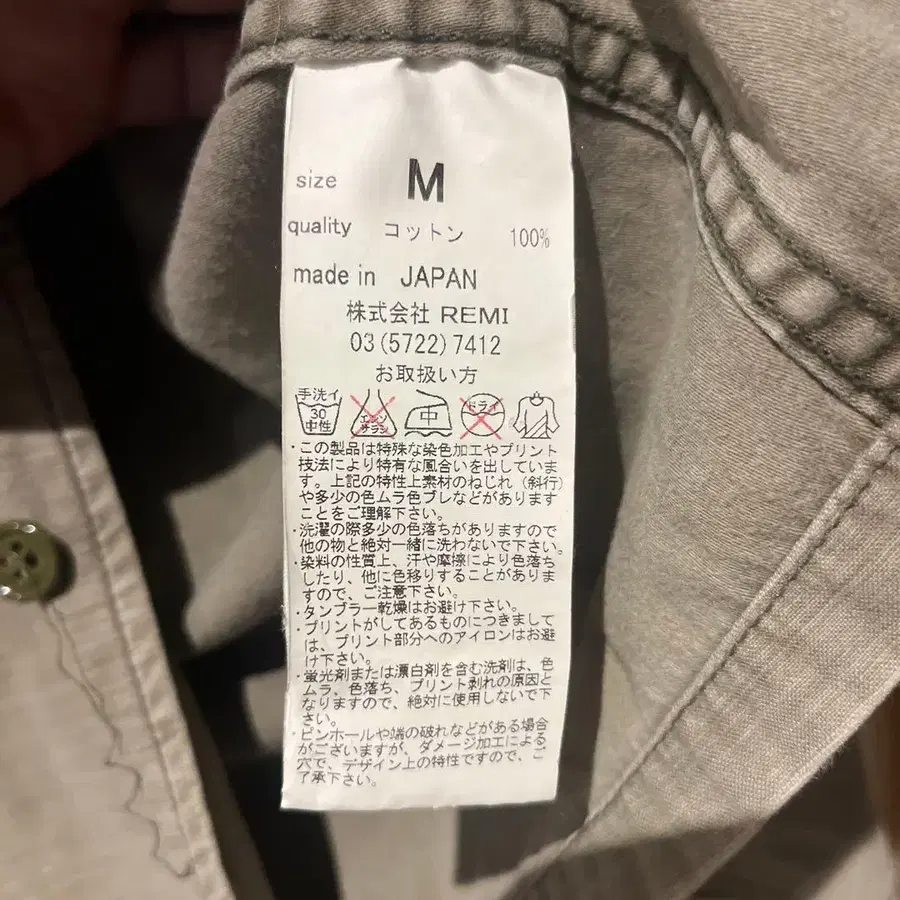 size M
quality コットン 100%
made in JAPAN
株式会社 REMI
03(5722)7412
お取扱い方
手洗イ
30
中性
エンソ
サラシ
中
ドライ
・この製品は特殊な染色加工やプリント
技法により特有な風合いを出していま
す。上記の特性上素材のねじれ（斜行）
や多少の色ムラ色ブレなどがあります
ことをご理解下さい。
・洗濯の際多少の色落ちがありますので
他の物と絶対一緒に洗わないで下さい。
・染料の性質上、汗や摩擦により色落ち
したり、他に色移りすることがありま
すので、ご注意下さい。
・タンブラー乾燥はお避け下さい。
・プリントがしてあるものにつきまして
は、プリント部分へのアイロンはお避
け下さい。
・蛍光剤または漂白剤を含む洗剤は、色
ムラ、色落ち、プリント剥れの原因と
なりますので、絶対に使用しないで下
さい。
・ピンホールや端の破れなどがある場合
がございますが、ダメージ加工による
穴で、デザイン上の特性ですので、ご
了承下さい。